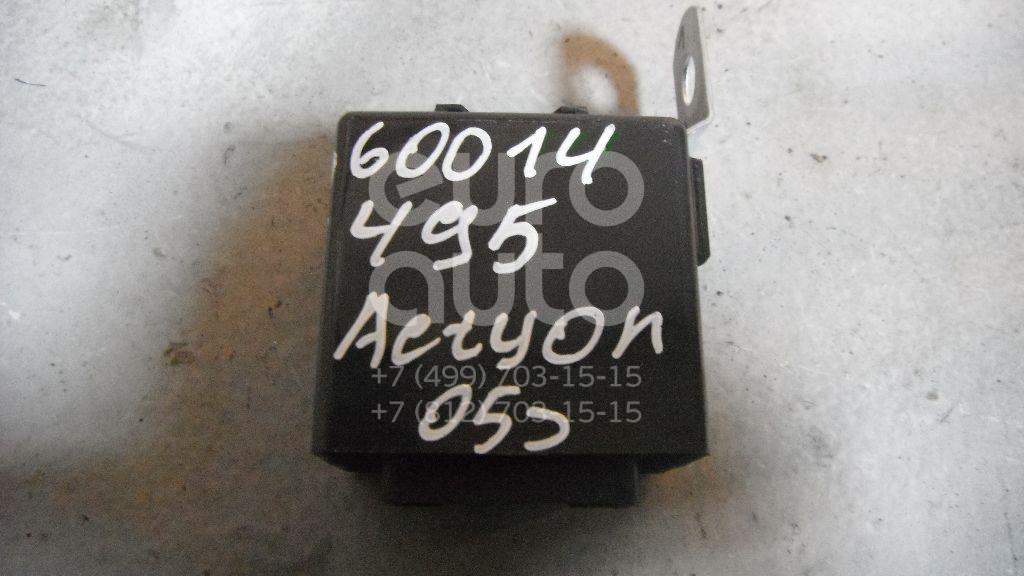 60014
euro
495
auto
Actyon
+7 (499) 703-15-15
+7 (812) 703-15-15
05>